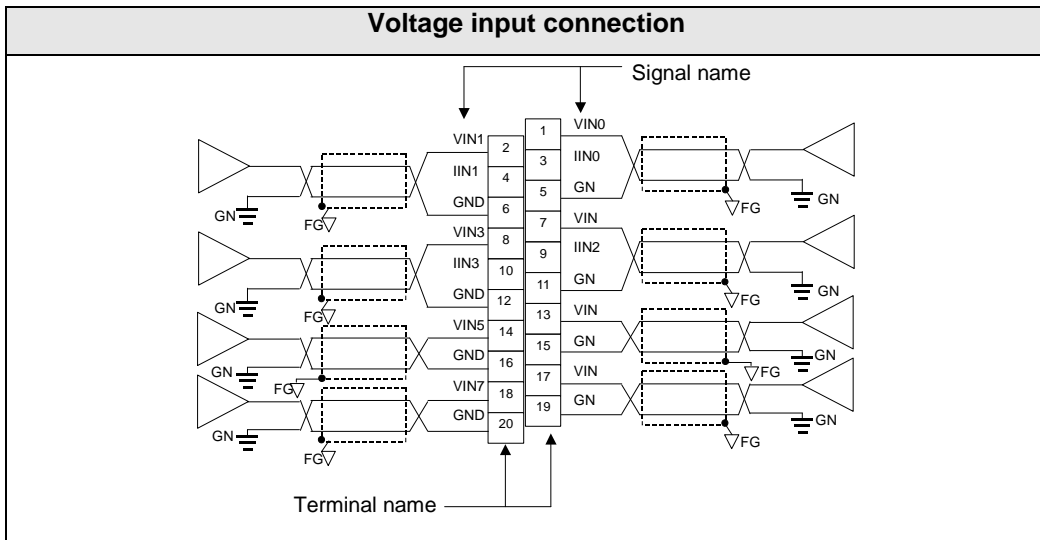 Voltage input connection
Signal name
VIN1 2 1 VIN0
IIN1 4 3 IIN0
GND 6 5 GN
GN FG FG GN
VIN3 8 7 VIN
IIN3 10 9 IIN2
GND 12 11 GN
GN FG FG GN
VIN5 14 13 VIN
GND 16 15 GN
GN FG FG GN
VIN7 18 17 VIN
GND 20 19 GN
GN FG FG GN
Terminal name